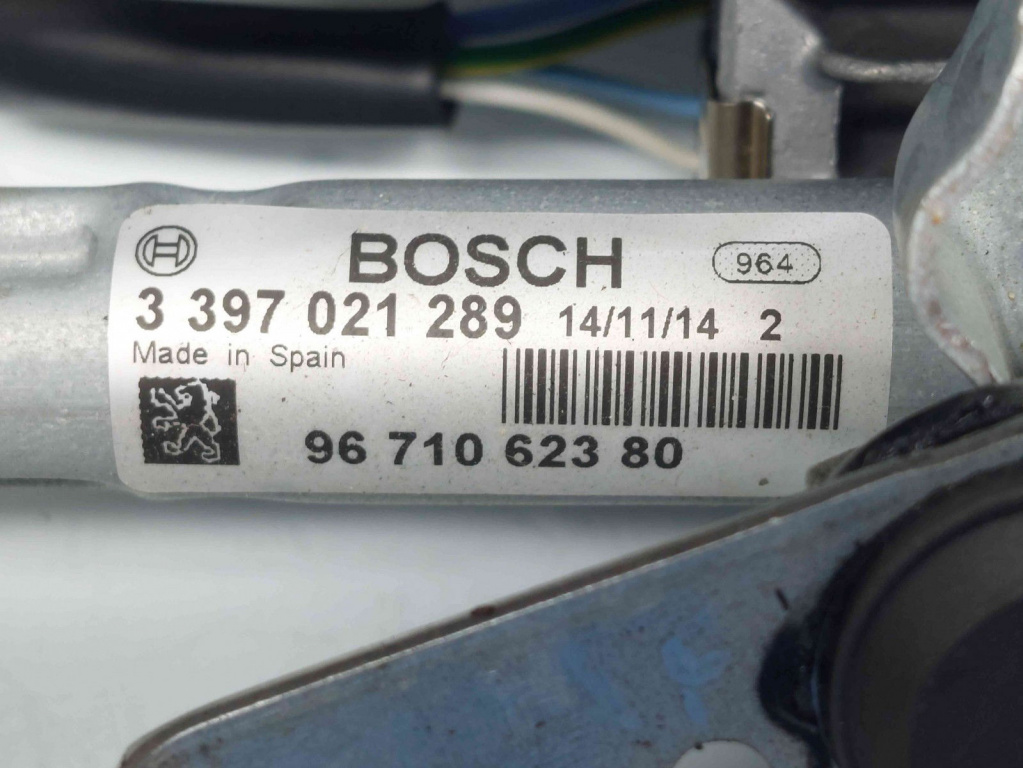 BOSCH 964
3 397 021 289 14/11/14 2
Made in Spain
96 710 623 80